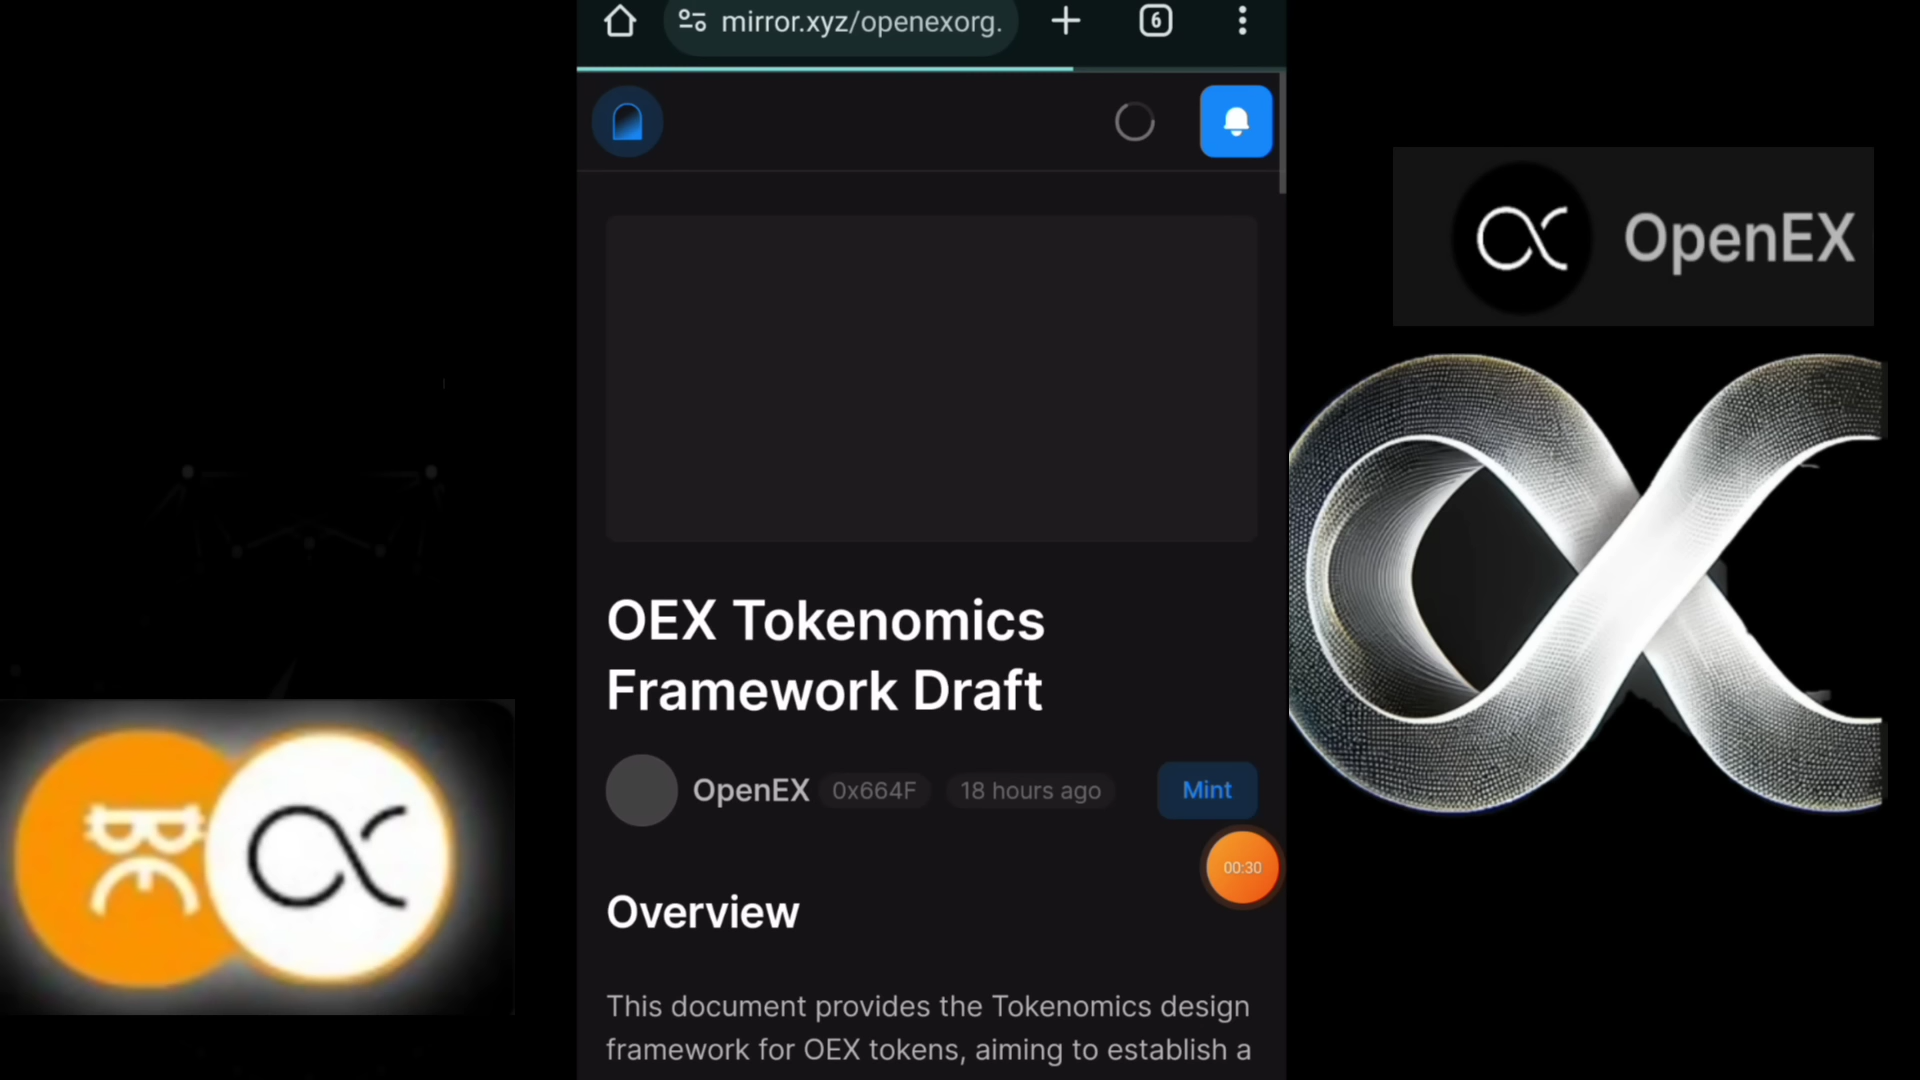 mirror.xyz/openexorg.
6
OpenEX
OEX Tokenomics
Framework Draft
OpenEX 0x664F 18 hours ago Mint
00:30
Overview
This document provides the Tokenomics design
framework for OEX tokens, aiming to establish a